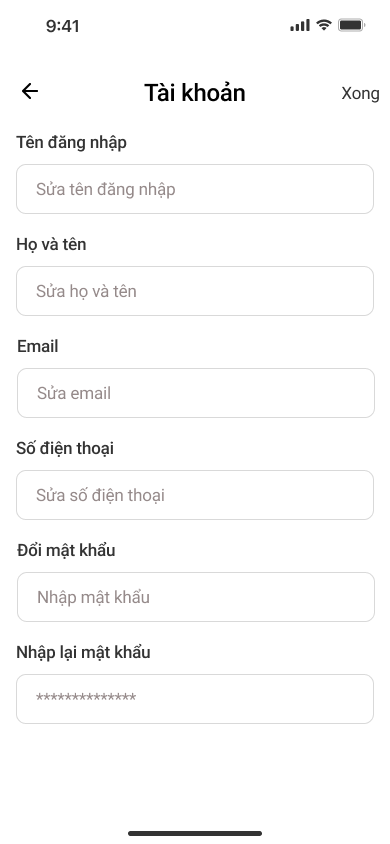 9:41
Tài khoản
Xong
Tên đăng nhập
Sửa tên đăng nhập
Họ và tên
Sửa họ và tên
Email
Sửa email
Số điện thoại
Sửa số điện thoại
Đổi mật khẩu
Nhập mật khẩu
Nhập lại mật khẩu
**************